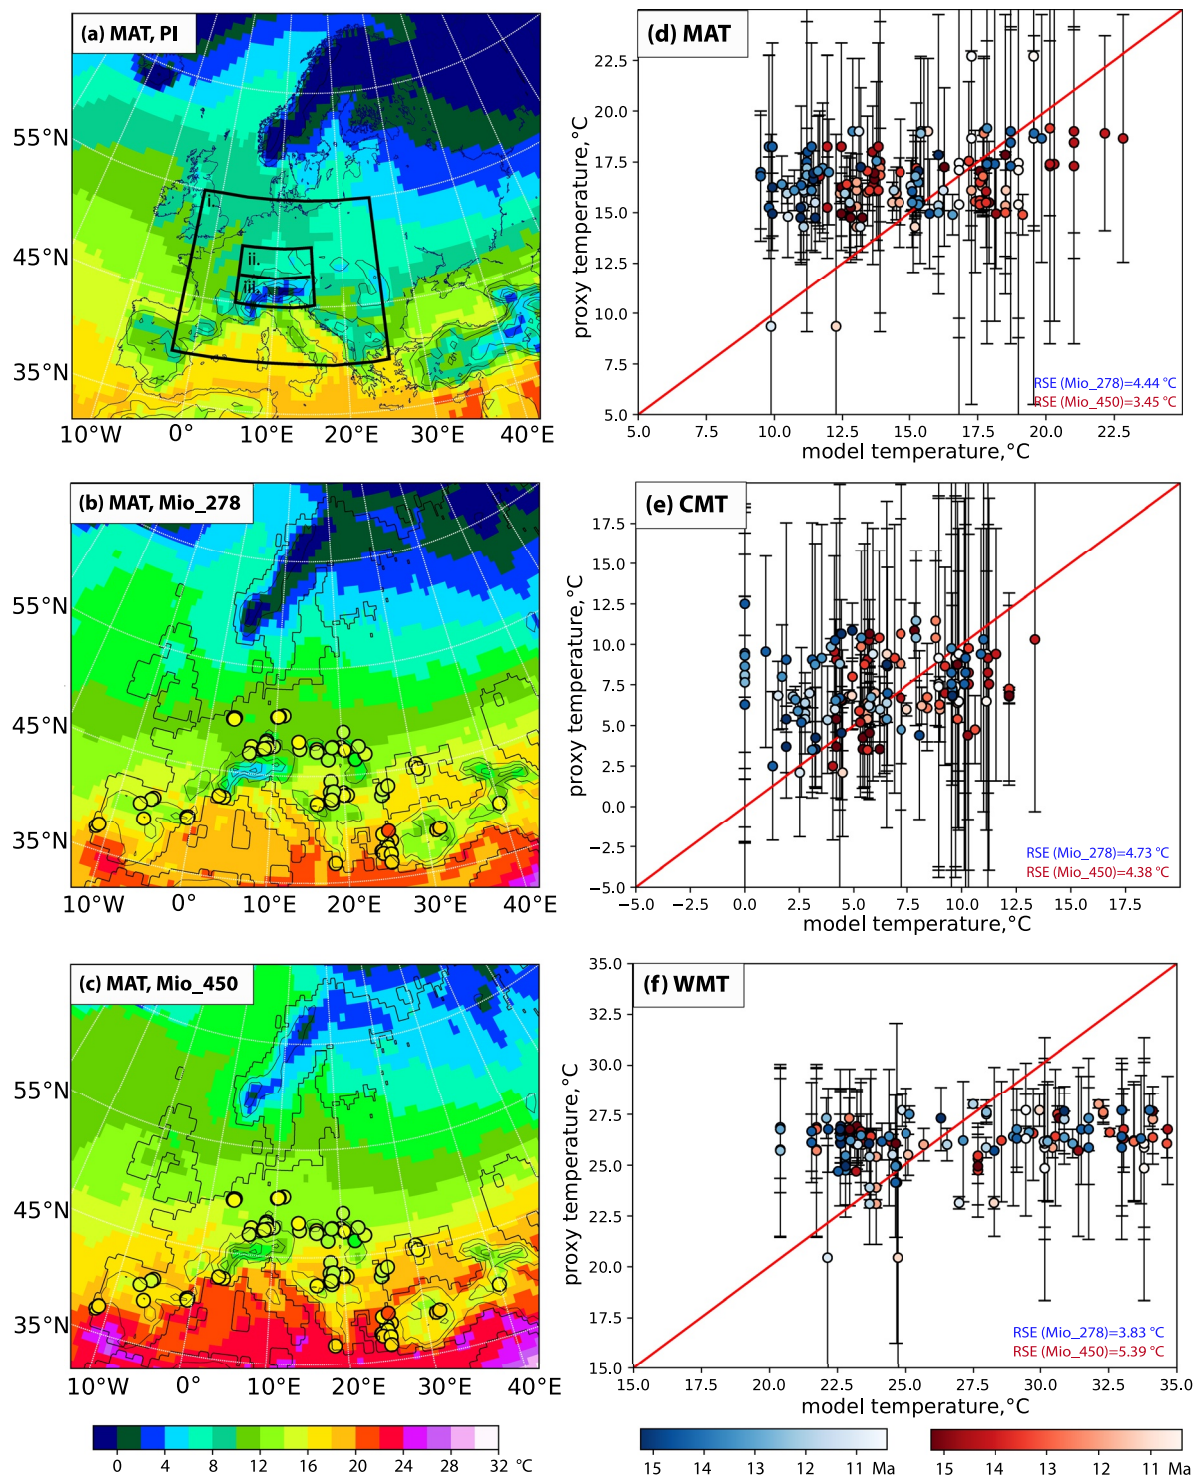 (a) MAT, PI
55°N
45°N
35°N
i.
ii.
iii.
10°W 0° 10°E 20°E 30°E 40°E
(b) MAT, Mio_278
55°N
45°N
35°N
10°W 0° 10°E 20°E 30°E 40°E
(c) MAT, Mio_450
55°N
45°N
35°N
10°W 0° 10°E 20°E 30°E 40°E
0 4 8 12 16 20 24 28 32 °C
(d) MAT
proxy temperature,°C
22.5
20.0
17.5
15.0
12.5
10.0
7.5
5.0
RSE (Mio_278)=4.44 °C
RSE (Mio_450)=3.45 °C
5.0 7.5 10.0 12.5 15.0 17.5 20.0 22.5
model temperature,°C
(e) CMT
proxy temperature,°C
17.5
15.0
12.5
10.0
7.5
5.0
2.5
0.0
−2.5
−5.0
RSE (Mio_278)=4.73 °C
RSE (Mio_450)=4.38 °C
−5.0 −2.5 0.0 2.5 5.0 7.5 10.0 12.5 15.0 17.5
model temperature,°C
(f) WMT
proxy temperature,°C
35.0
32.5
30.0
27.5
25.0
22.5
20.0
17.5
15.0
RSE (Mio_278)=3.83 °C
RSE (Mio_450)=5.39 °C
15.0 17.5 20.0 22.5 25.0 27.5 30.0 32.5 35.0
model temperature,°C
15 14 13 12 11 Ma
15 14 13 12 11 Ma